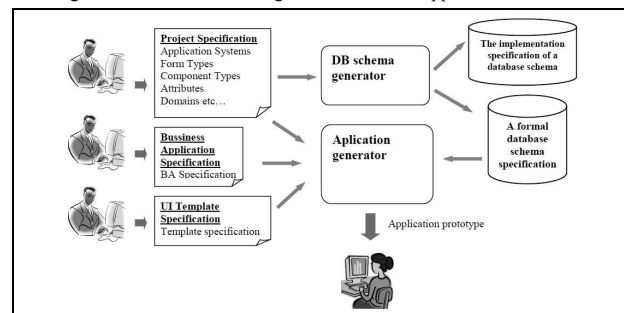 Project Specification
Application Systems
Form Types
Component Types
Attributes
Domains etc…
Bussiness
Application
Specification
BA Specification
UI Template
Specification
Template specification
DB schema
generator
Aplication
generator
The implementation
specification of a
database schema
A formal
database
schema
specification
Application prototype